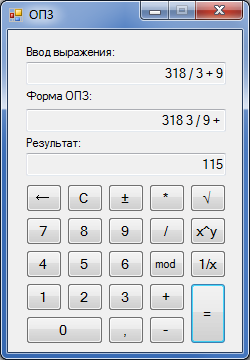 ОПЗ
Ввод выражения:
318 / 3 + 9
Форма ОПЗ:
318 3 / 9 +
Результат:
115
← C ± * √
7 8 9 / x^y
4 5 6 mod 1/x
1 2 3 + =
0 , -